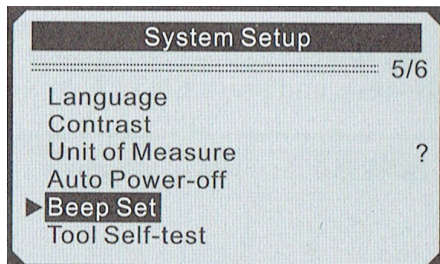 System Setup
5/6
Language
Contrast
Unit of Measure ?
Auto Power-off
Beep Set
Tool Self-test